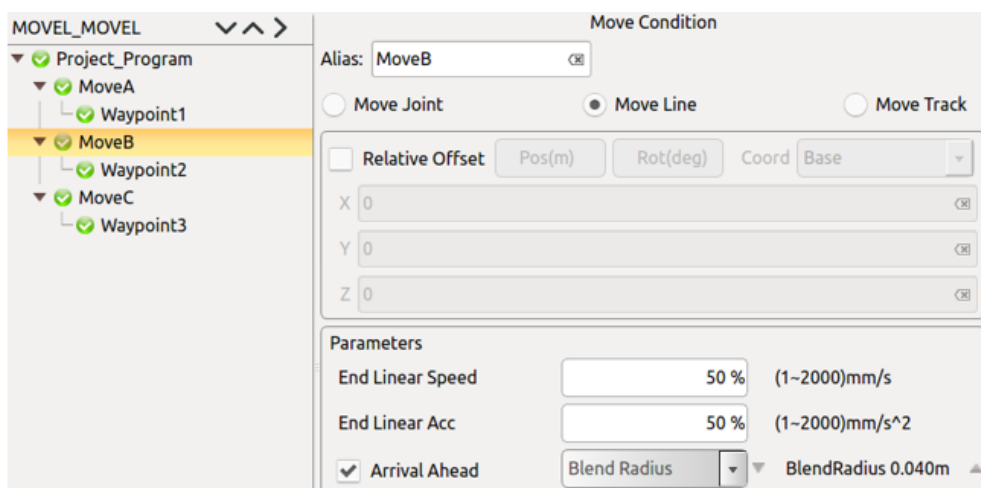 MOVEL_MOVEL
Project_Program
MoveA
Waypoint1
MoveB
Waypoint2
MoveC
Waypoint3
Move Condition
Alias: MoveB
Move Joint Move Line Move Track
Relative Offset Pos(m) Rot(deg) Coord Base
X 0
Y 0
Z 0
Parameters
End Linear Speed 50 % (1~2000)mm/s
End Linear Acc 50 % (1~2000)mm/s^2
Arrival Ahead Blend Radius BlendRadius 0.040m